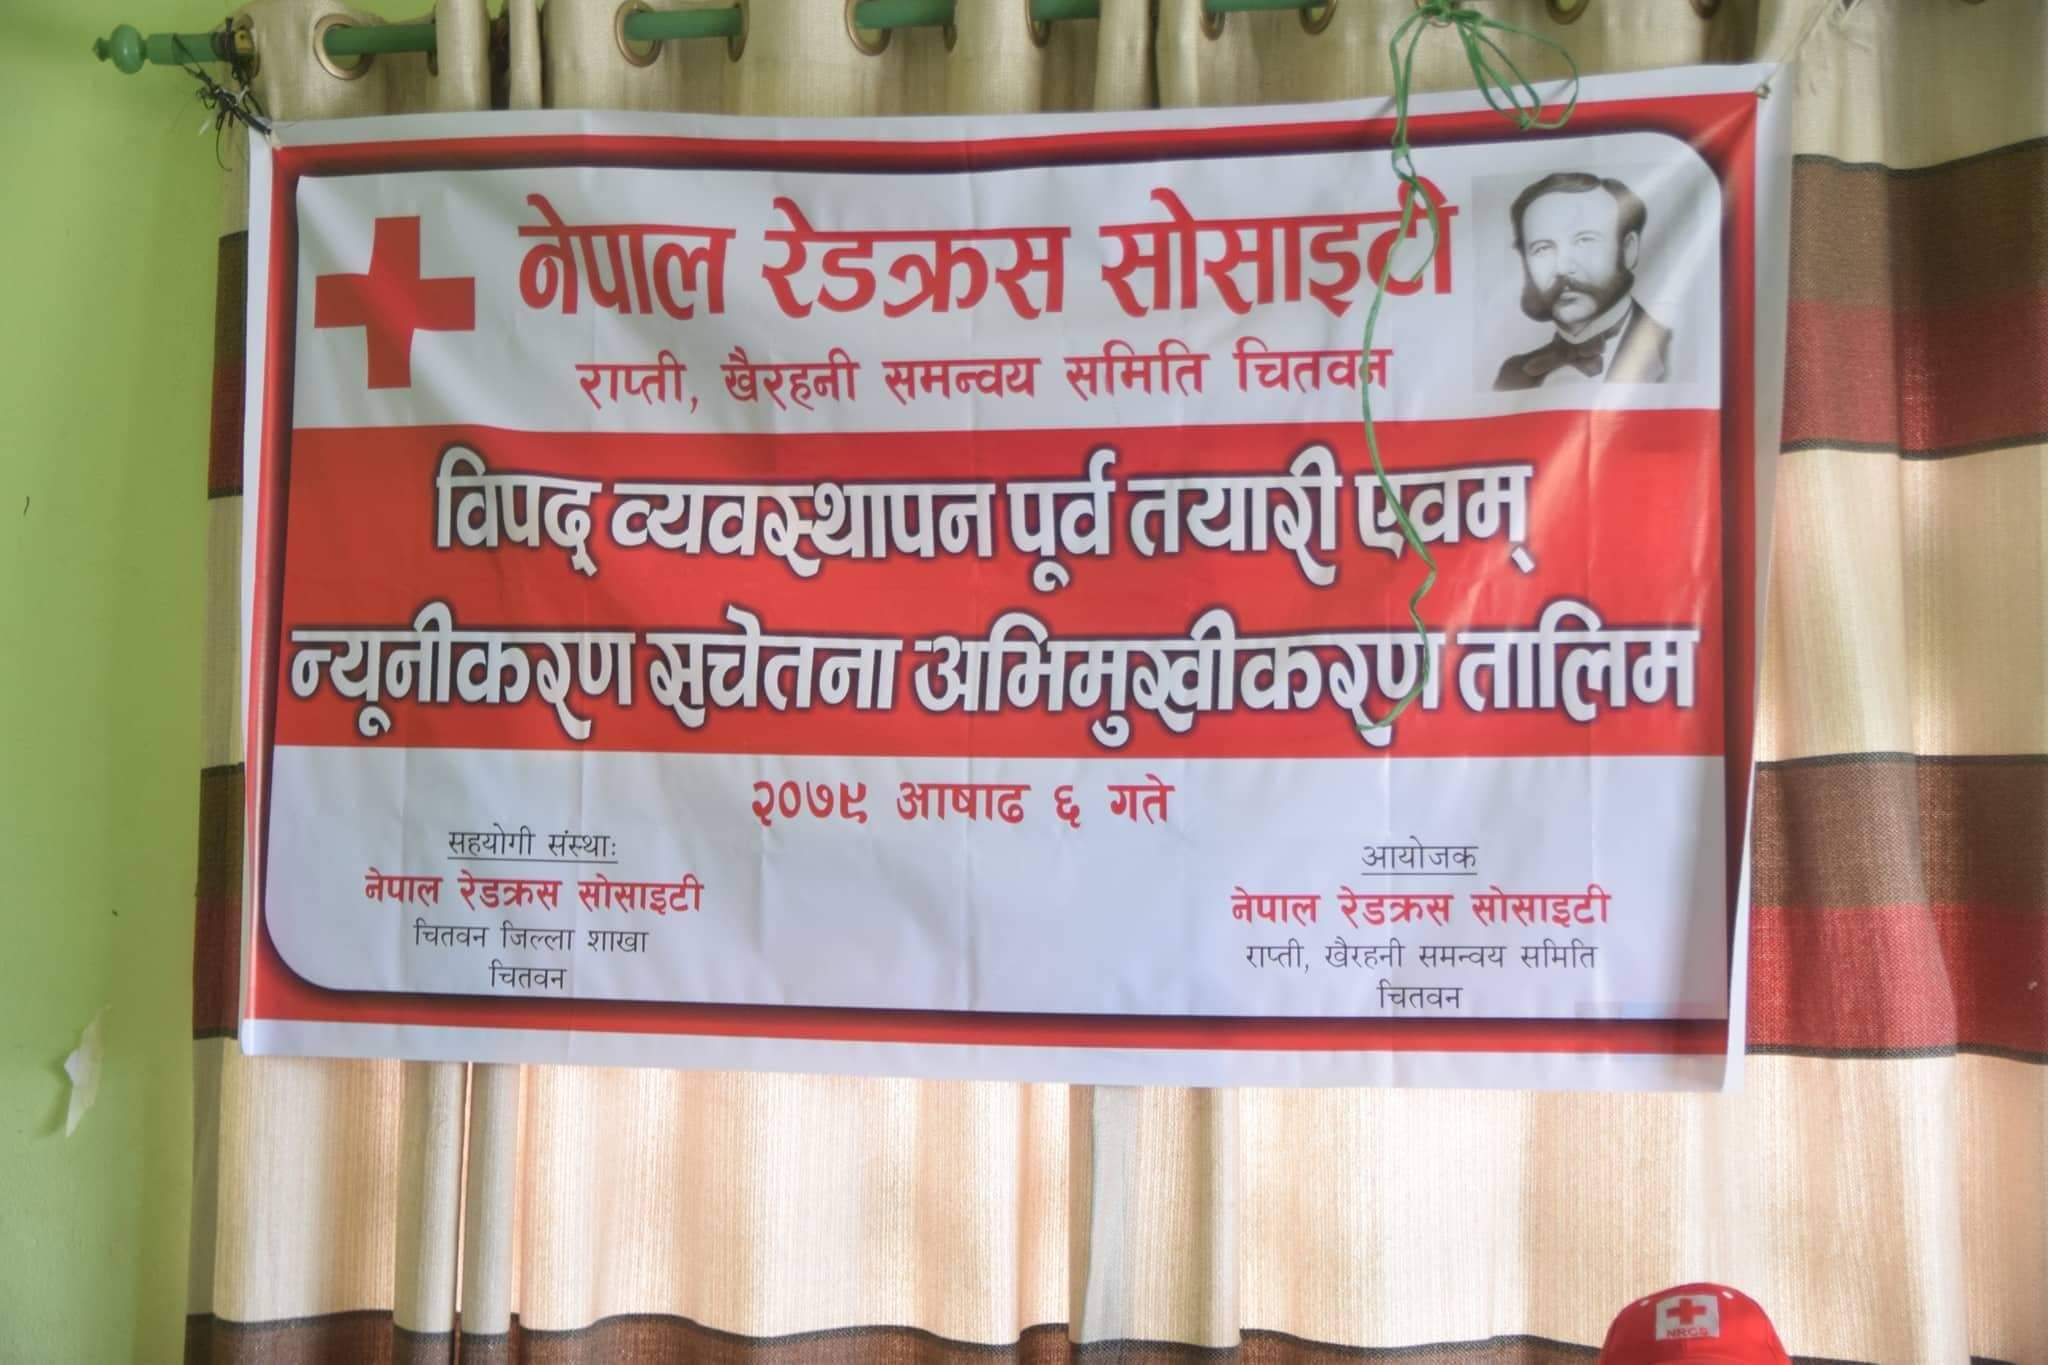 नेपाल रेडक्रस सोसाइटी
राप्ती, खैरहनी समन्वय समिति चितवन
विपद् व्यवस्थापन पूर्व तयारी एवम्
न्यूनीकरण सचेतना अभिमुखीकरण तालिम
२०७९ आषाढ ६ गते
सहयोगी संस्थाः
नेपाल रेडक्रस सोसाइटी
चितवन जिल्ला शाखा
चितवन
आयोजक
नेपाल रेडक्रस सोसाइटी
राप्ती, खैरहनी समन्वय समिति
चितवन
NRCS